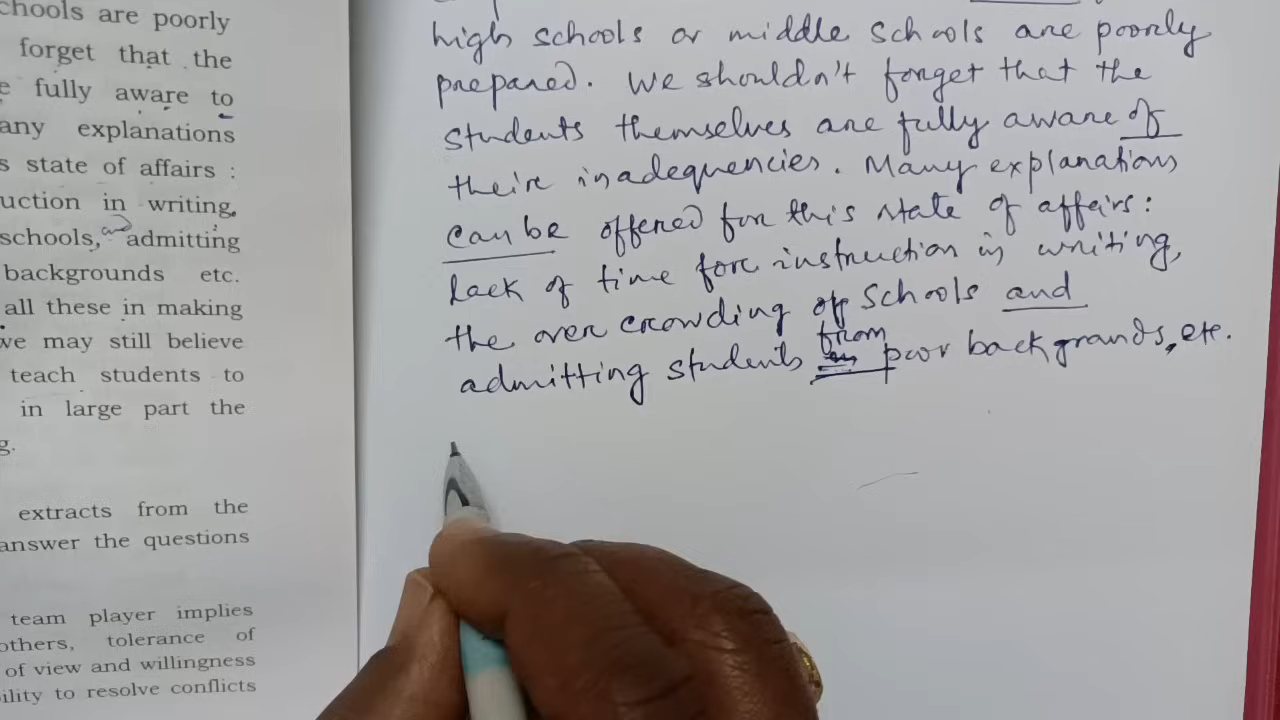 chools are poorly
forget that the
e fully aware to
any explanations
s state of affairs :
uction in writing,
schools, and admitting
backgrounds etc.
all these in making
we may still believe
teach students to
in large part the
g.
extracts from the
answer the questions
team player implies
others, tolerance of
of view and willingness
bility to resolve conflicts
high schools or middle schools are poorly
prepared. We shouldn't forget that the
students themselves are fully aware of
their inadequencies. Many explanations
can be offered for this state of affairs:
lack of time for instruction in writing,
the over crowding of schools and
admitting students from poor backgrands, etc.